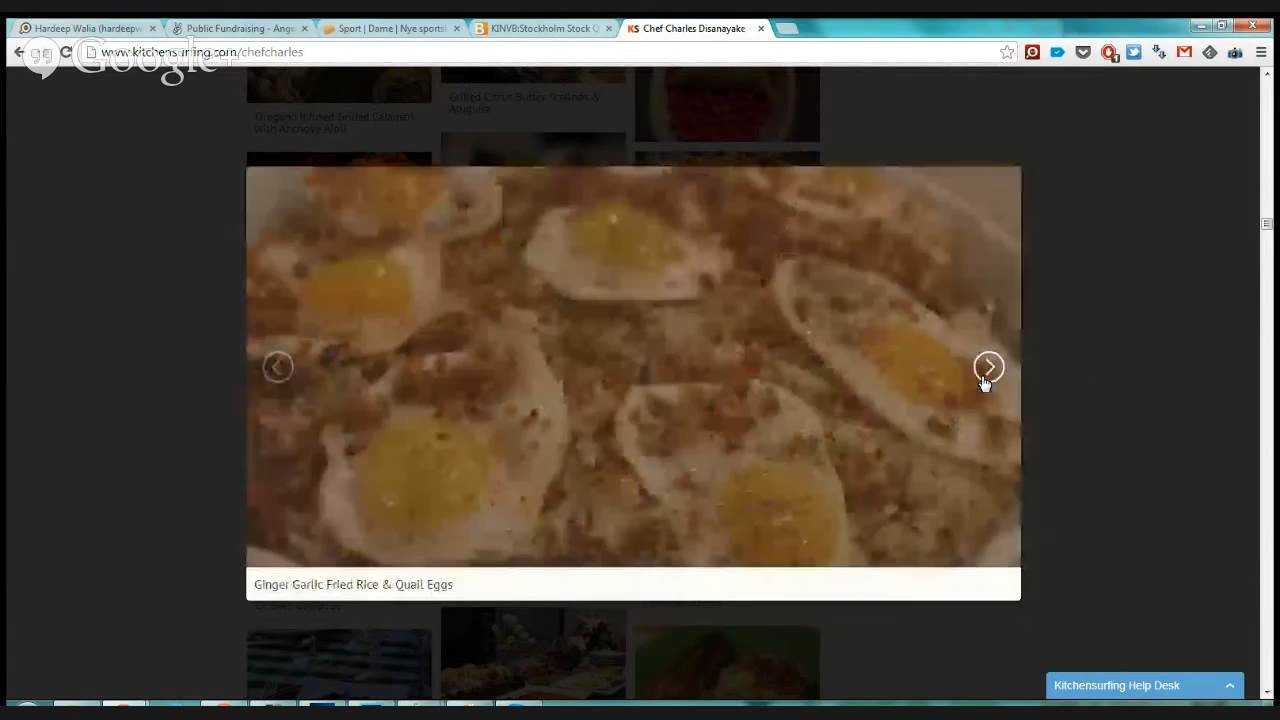 Hardeep Walia (hardeepw
Public Fundraising - Ange
Sport | Dame | Nye sports
KINVB:Stockholm Stock Q
KS Chef Charles Disanayake
www.kitchensurfing.com/chefcharles
Google+
Grilled Citrus Butter Scallops &
Arugula
Oregano Infused Grilled Calamari
with Anchovy Aioli
Ginger Garlic Fried Rice & Quail Eggs
Kitchensurfing Help Desk